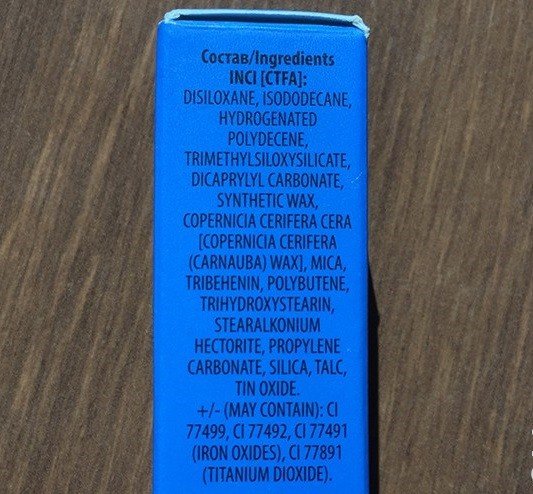 Состав/Ingredients
INCI [CTFA]:
DISILOXANE, ISODODECANE,
HYDROGENATED
POLYDECENE,
TRIMETHYLSILOXYSILICATE,
DICAPRYLYL CARBONATE,
SYNTHETIC WAX,
COPERNICIA CERIFERA CERA
[COPERNICIA CERIFERA
(CARNAUBA) WAX], MICA,
TRIBEHENIN, POLYBUTENE,
TRIHYDROXYSTEARIN,
STEARALKONIUM
HECTORITE, PROPYLENE
CARBONATE, SILICA, TALC,
TIN OXIDE.
+/- (MAY CONTAIN): CI
77499, CI 77492, CI 77491
(IRON OXIDES), CI 77891
(TITANIUM DIOXIDE).